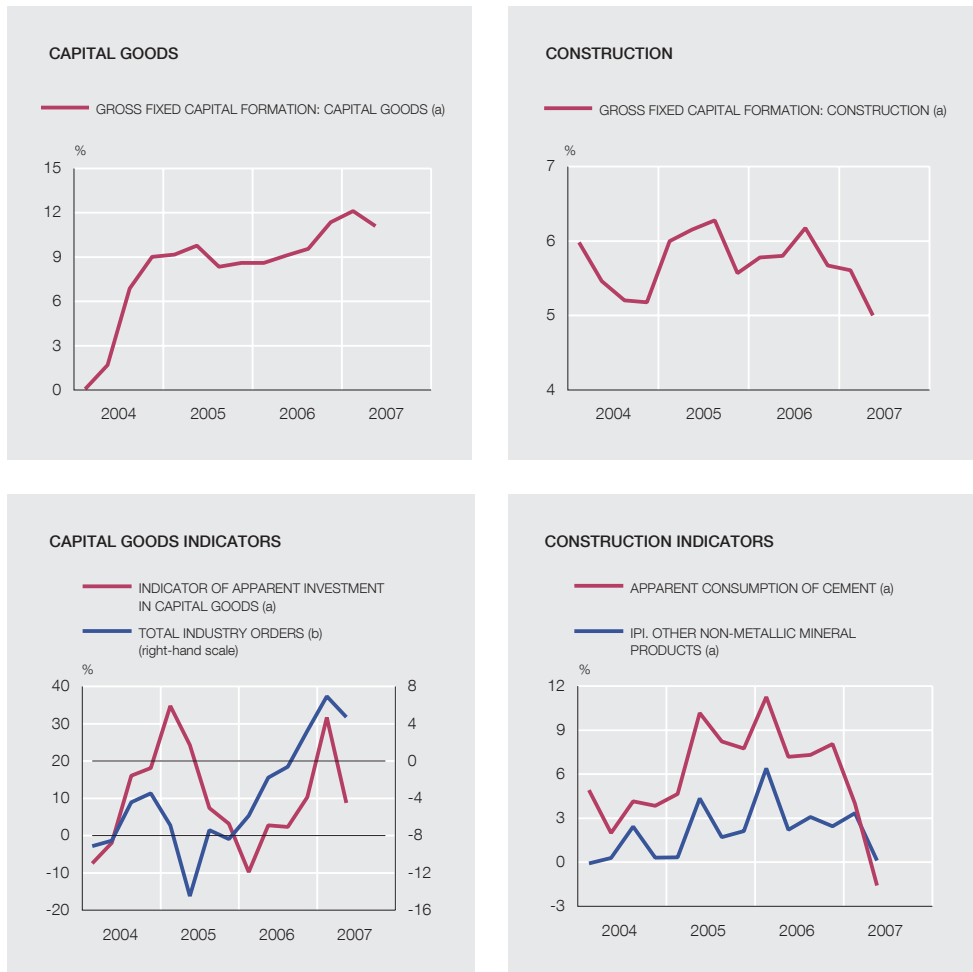 CAPITAL GOODS
GROSS FIXED CAPITAL FORMATION: CAPITAL GOODS (a)
%
15
12
9
6
3
0
2004 2005 2006 2007
CONSTRUCTION
GROSS FIXED CAPITAL FORMATION: CONSTRUCTION (a)
%
7
6
5
4
2004 2005 2006 2007
CAPITAL GOODS INDICATORS
INDICATOR OF APPARENT INVESTMENT
IN CAPITAL GOODS (a)
TOTAL INDUSTRY ORDERS (b)
(right-hand scale)
%
40 8
30 4
20 0
10 -4
0 -8
-10 -12
-20 -16
2004 2005 2006 2007
CONSTRUCTION INDICATORS
APPARENT CONSUMPTION OF CEMENT (a)
IPI. OTHER NON-METALLIC MINERAL
PRODUCTS (a)
%
12
9
6
3
0
-3
2004 2005 2006 2007